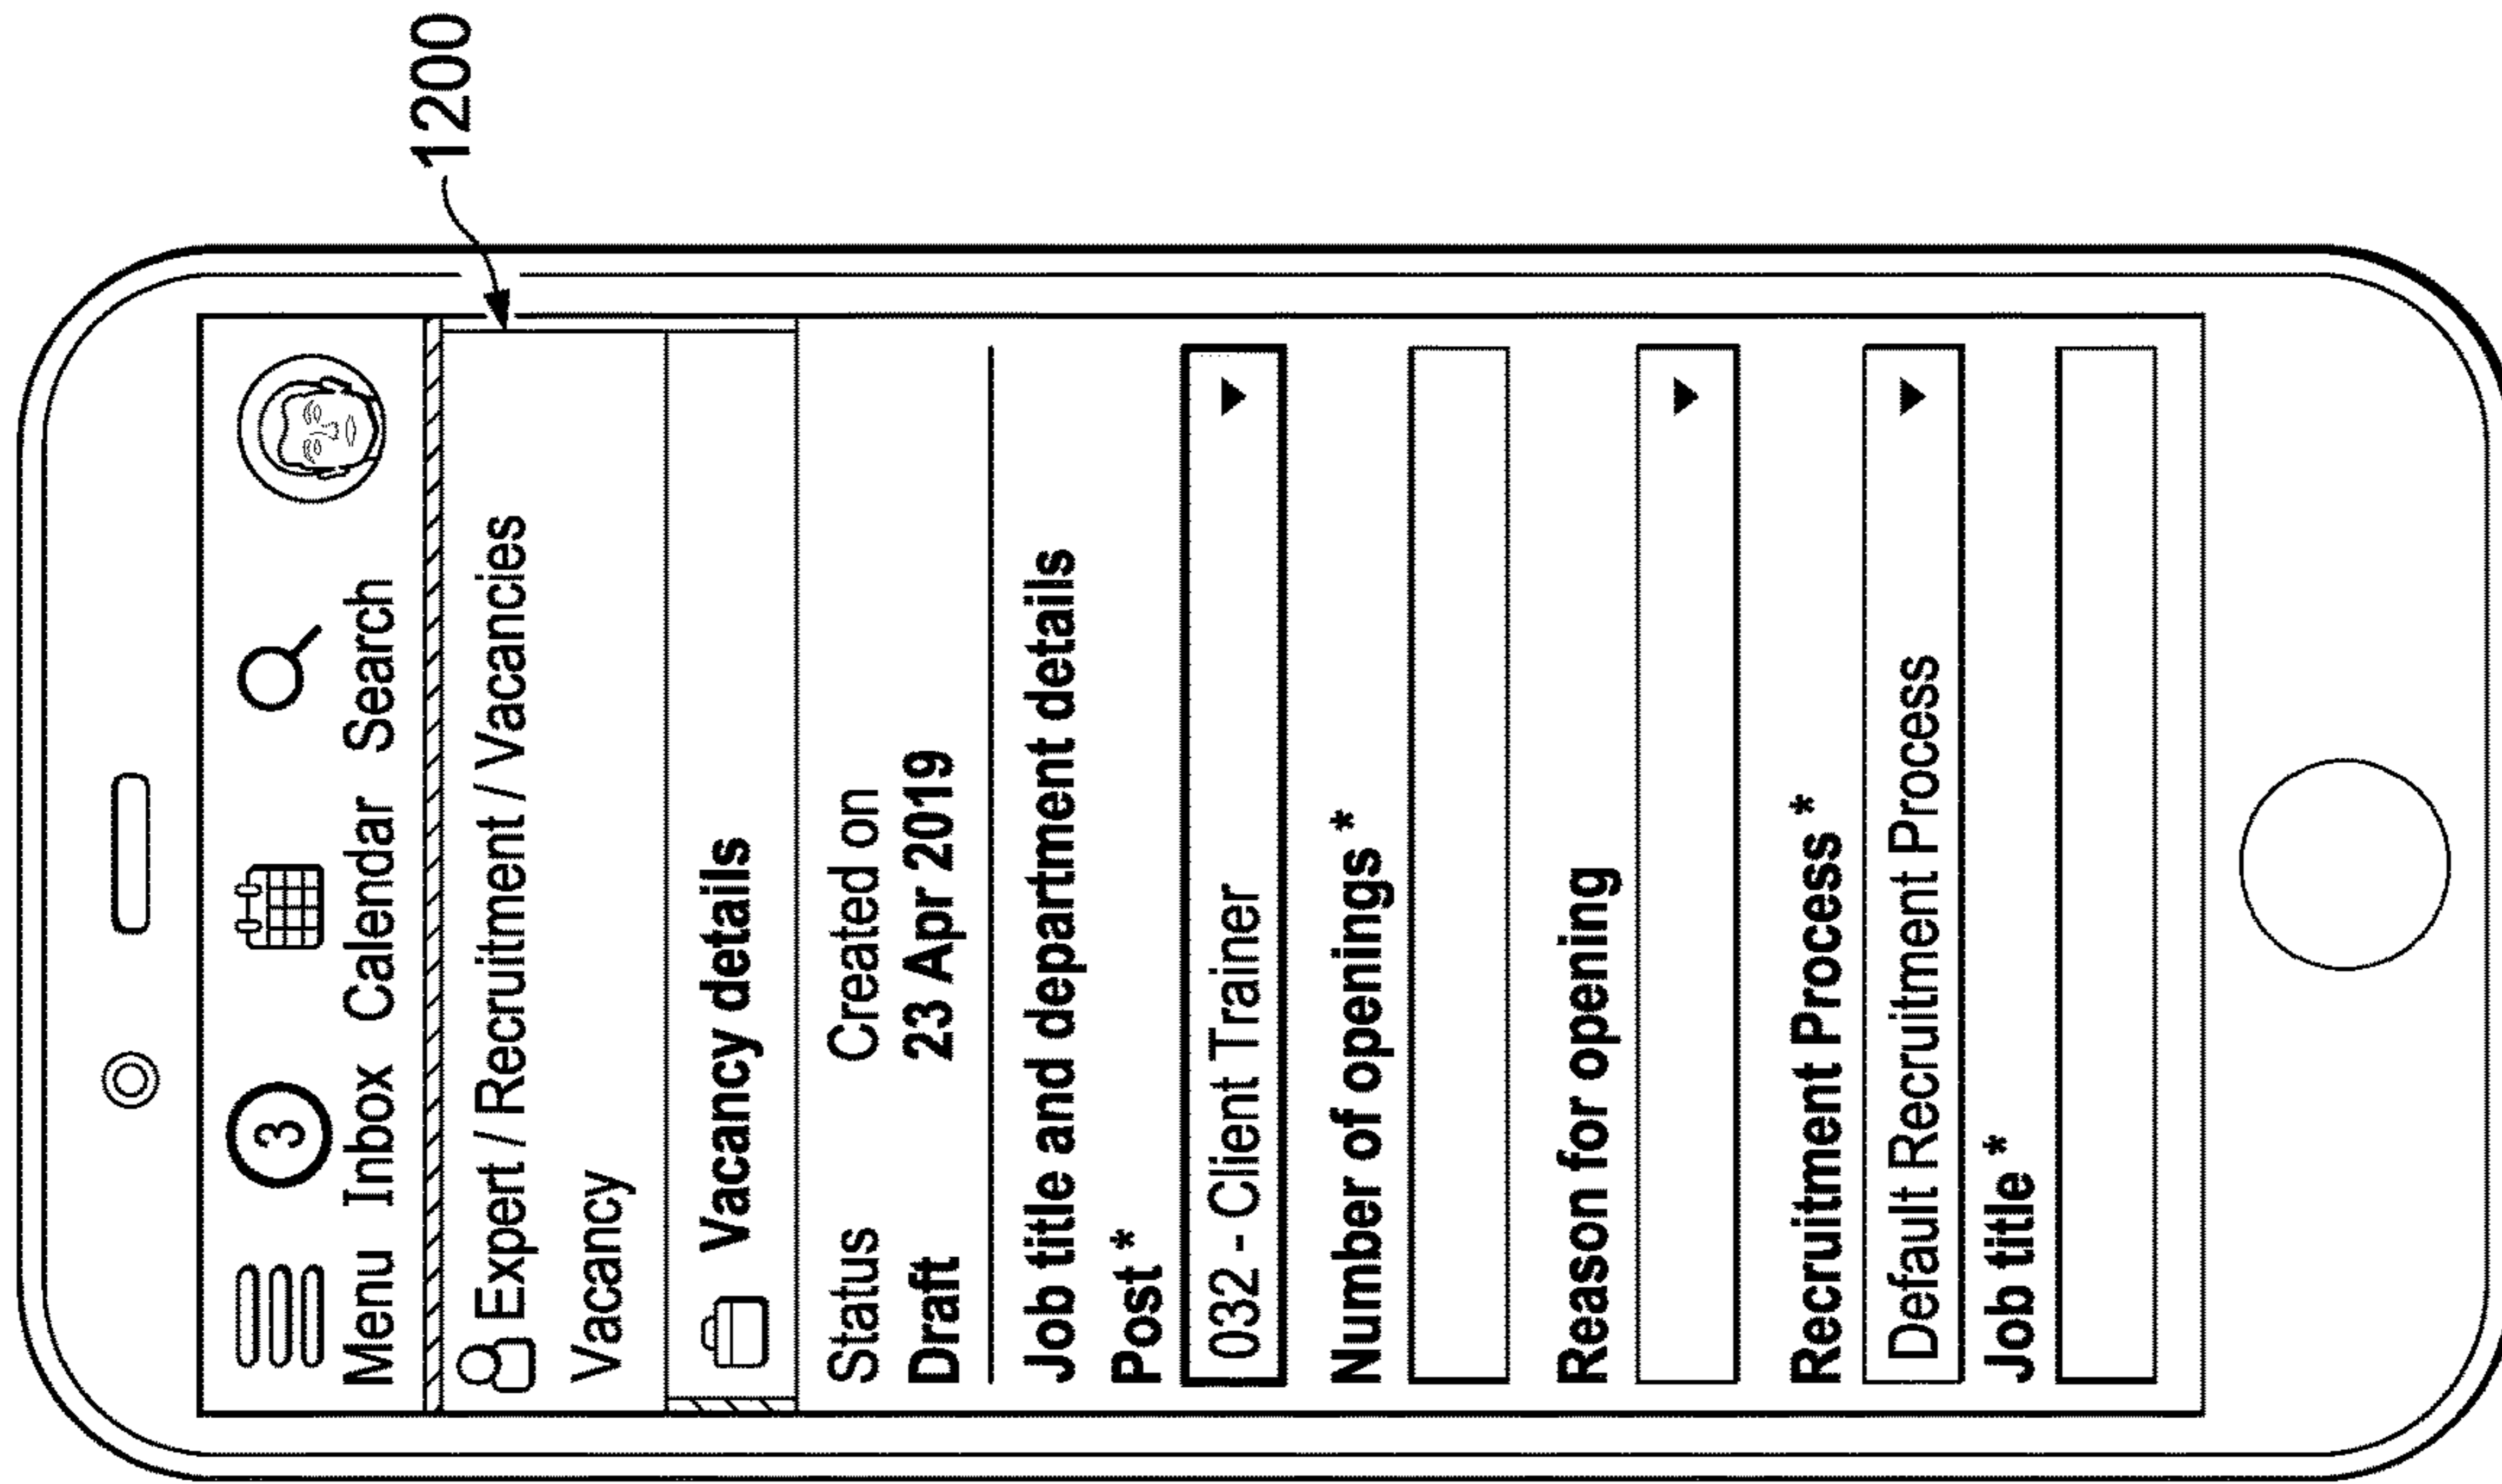 1200
3
Menu Inbox Calendar Search
Expert / Recruitment / Vacancies
Vacancy
Vacancy details
Status Created on
Draft 23 Apr 2019
Job title and department details
Post *
032 - Client Trainer
Number of openings *
Reason for opening
Recruitment Process *
Default Recruitment Process
Job title *